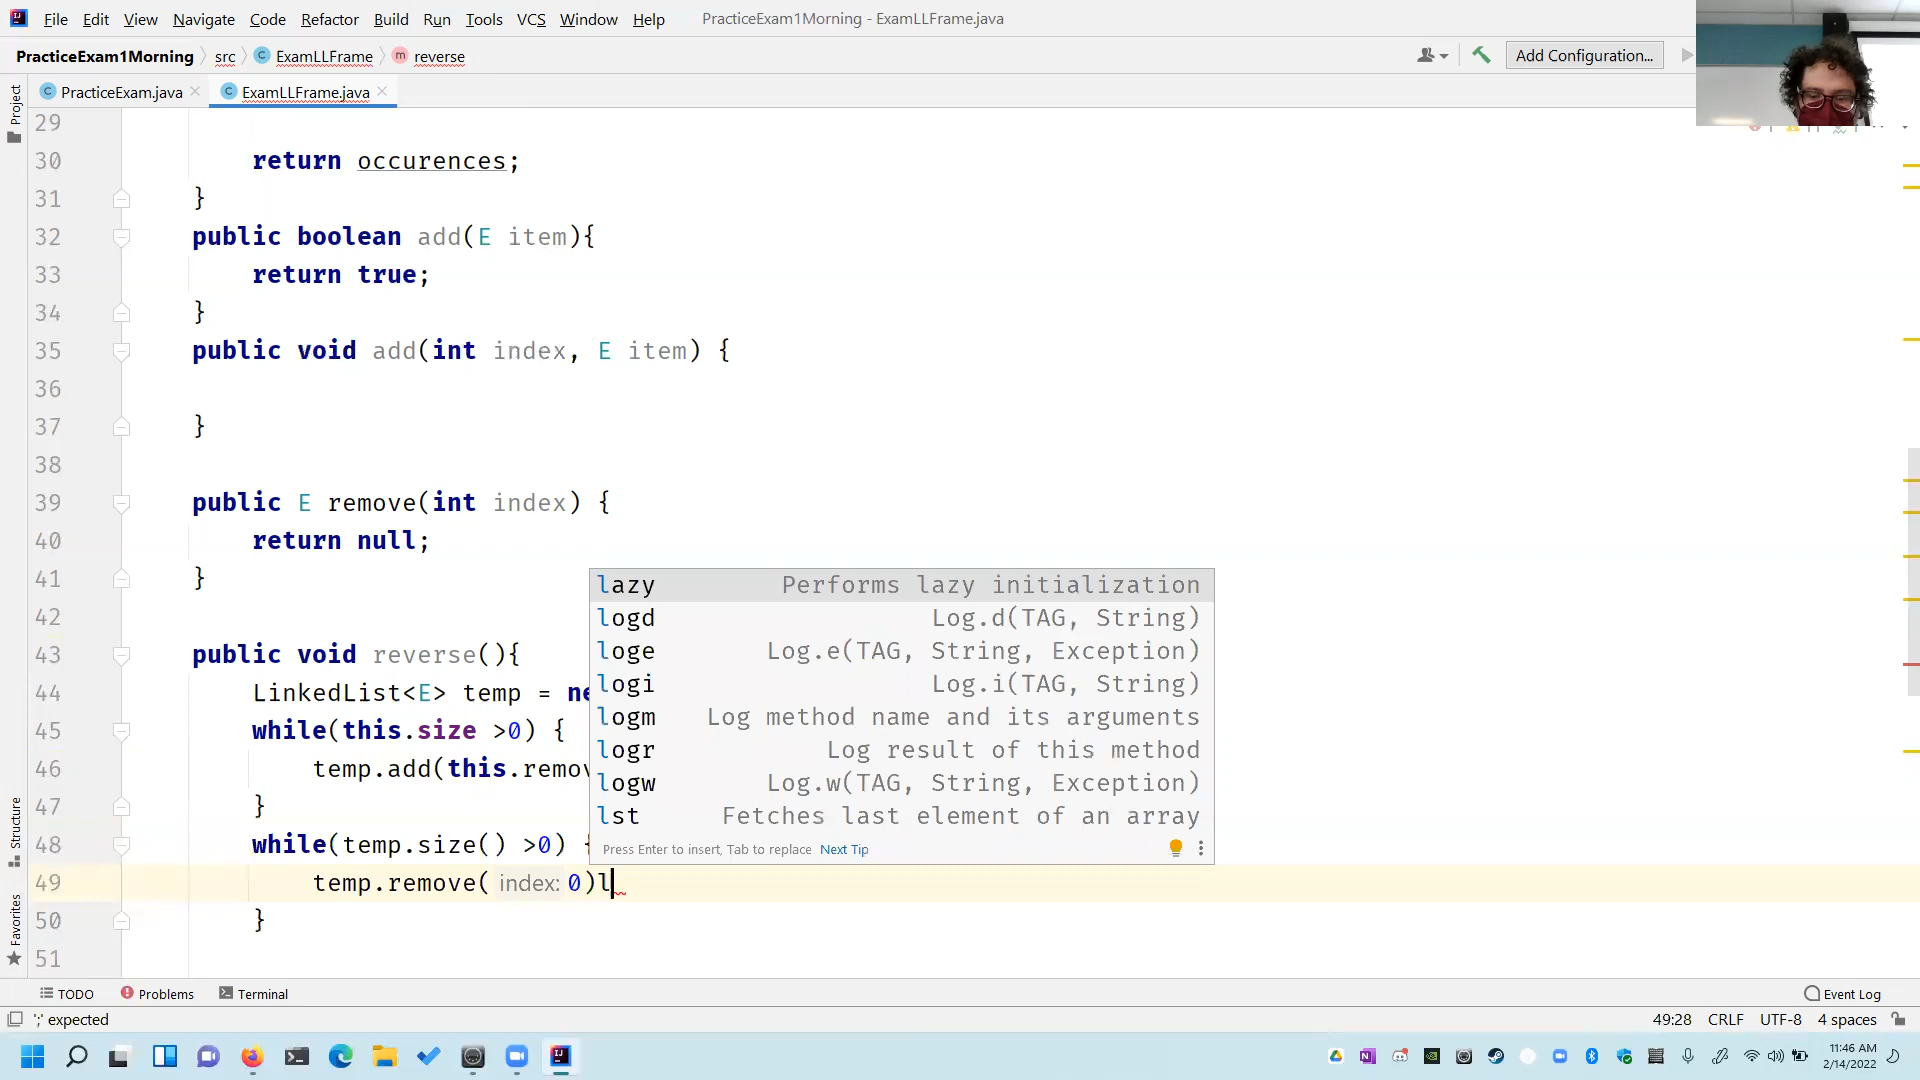 File Edit View Navigate Code Refactor Build Run Tools VCS Window Help PracticeExam1Morning - ExamLLFrame.java
PracticeExam1Morning src ExamLLFrame reverse Add Configuration...
PracticeExam.java ExamLLFrame.java
Project
29
30 return occurences;
31 }
32 public boolean add(E item){
33 return true;
34 }
35 public void add(int index, E item) {
36
37 }
38
39 public E remove(int index) {
40 return null;
41 }
42
43 public void reverse(){
44 LinkedList<E> temp = ne
45 while(this.size >0) {
46 temp.add(this.remov
47 }
48 while(temp.size() >0) {
49 temp.remove( index: 0)l
50 }
51
lazy Performs lazy initialization
logd Log.d(TAG, String)
loge Log.e(TAG, String, Exception)
logi Log.i(TAG, String)
logm Log method name and its arguments
logr Log result of this method
logw Log.w(TAG, String, Exception)
lst Fetches last element of an array
Press Enter to insert, Tab to replace Next Tip
Structure
Favorites
TODO Problems Terminal Event Log
';' expected 49:28 CRLF UTF-8 4 spaces
11:46 AM
2/14/2022